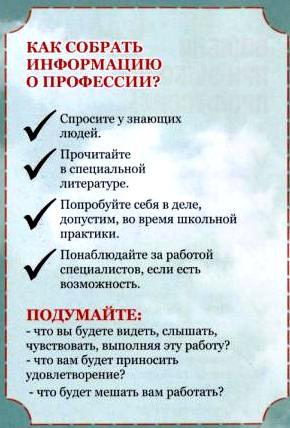 КАК СОБРАТЬ
ИНФОРМАЦИЮ
О ПРОФЕССИИ?
Спросите у знающих
людей.
Прочитайте
в специальной
литературе.
Попробуйте себя в деле,
допустим, во время школьной
практики.
Понаблюдайте за работой
специалистов, если есть
возможность.
ПОДУМАЙТЕ:
- что вы будете видеть, слышать,
чувствовать, выполняя эту работу?
- что вам будет приносить
удовлетворение?
- что будет мешать вам работать?